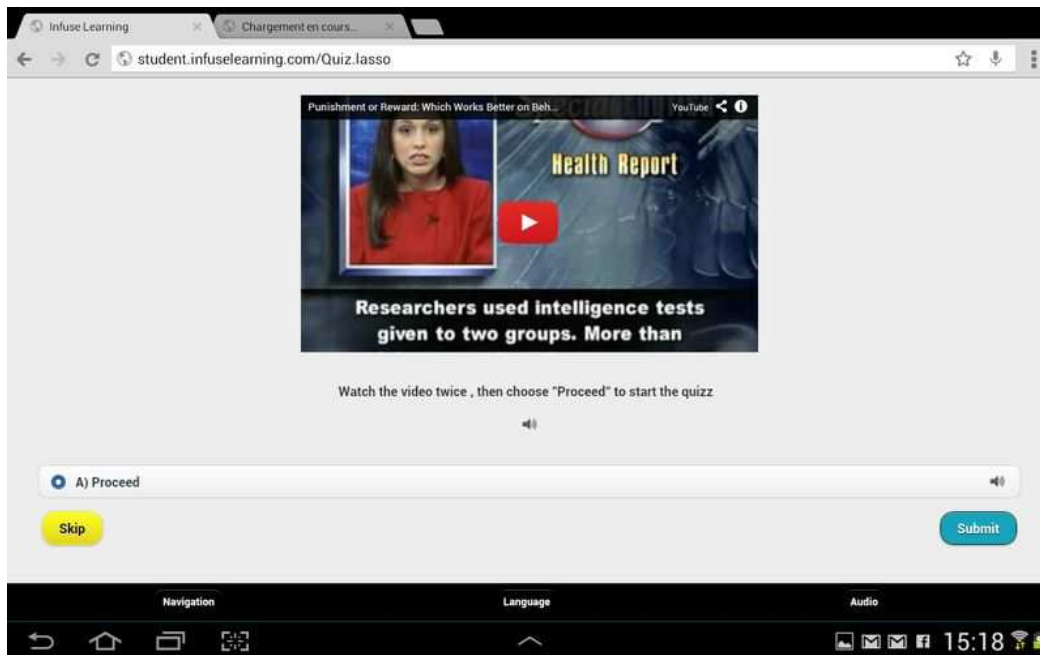 Infuse Learning
Chargement en cours...
student.infuselearning.com/Quiz.lasso
Punishment or Reward: Which Works Better on Beh... YouTube
Health Report
Researchers used intelligence tests
given to two groups. More than
Watch the video twice , then choose "Proceed" to start the quizz
A) Proceed
Skip
Submit
Navigation
Language
Audio
15:18